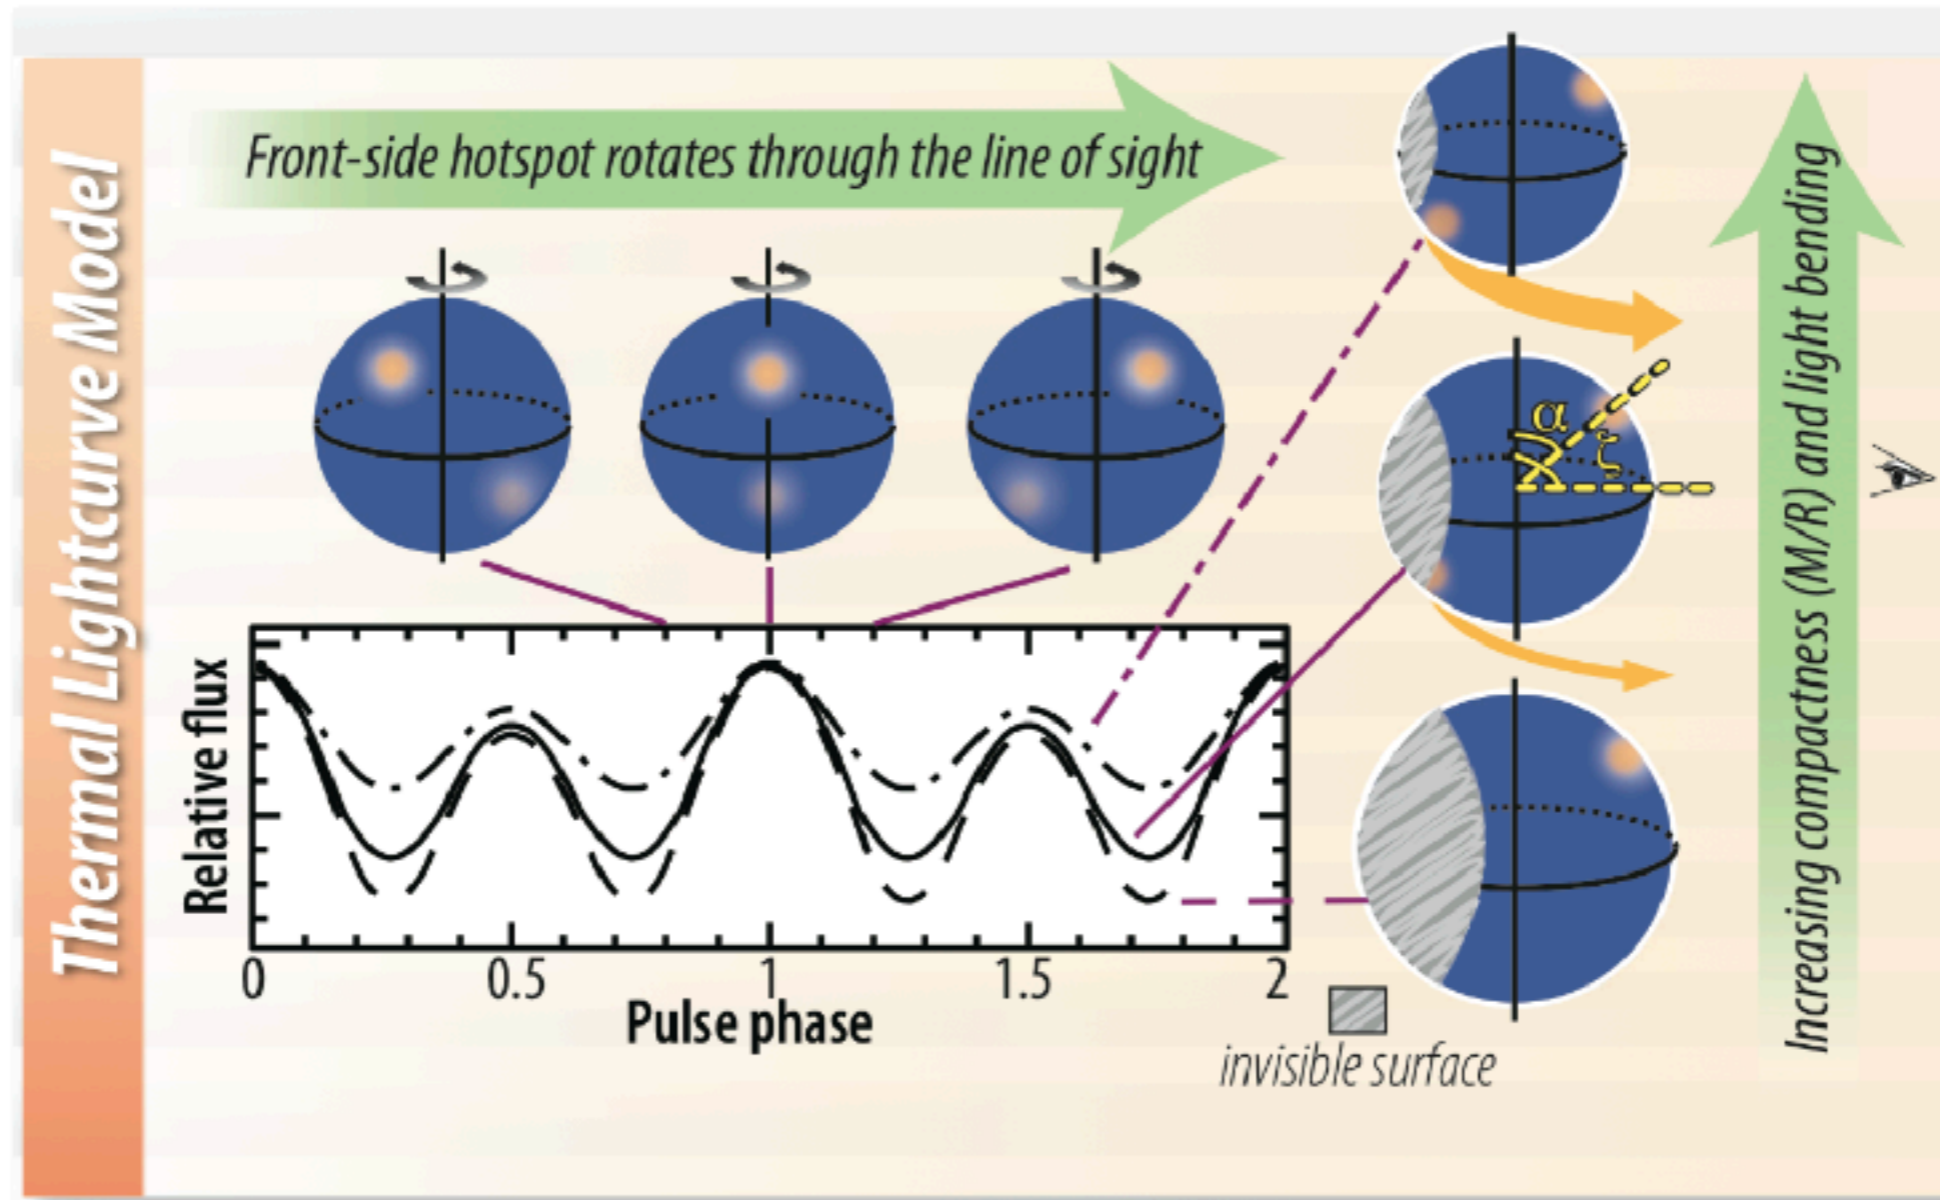 Thermal Lightcurve Model
Front-side hotspot rotates through the line of sight
Increasing compactness (M/R) and light bending
α
ζ
Relative flux
0
0.5
1
1.5
2
Pulse phase
invisible surface